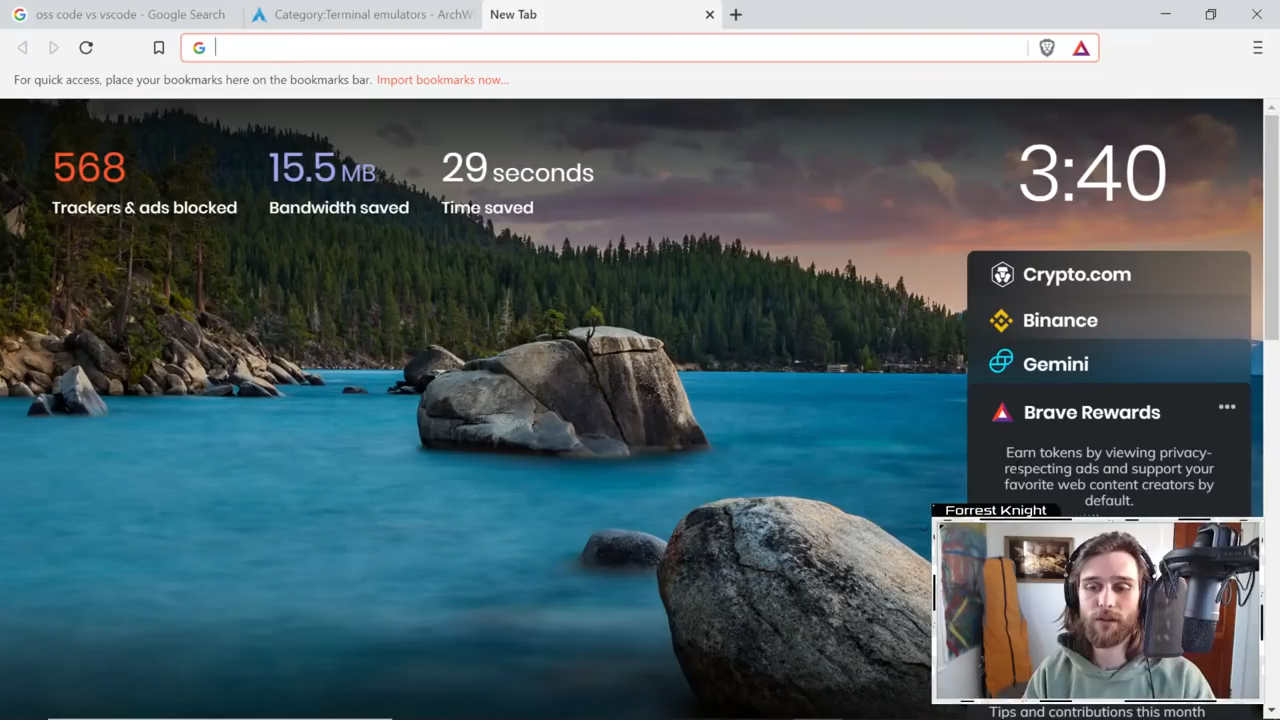 oss code vs vscode - Google Search
Category:Terminal emulators - ArchW
New Tab
For quick access, place your bookmarks here on the bookmarks bar. Import bookmarks now...
568
Trackers & ads blocked
15.5 MB
Bandwidth saved
29 seconds
Time saved
3:40
Crypto.com
Binance
Gemini
Brave Rewards
Earn tokens by viewing privacy-
respecting ads and support your
favorite web content creators by
default.
Forrest Knight
Tips and contributions this month